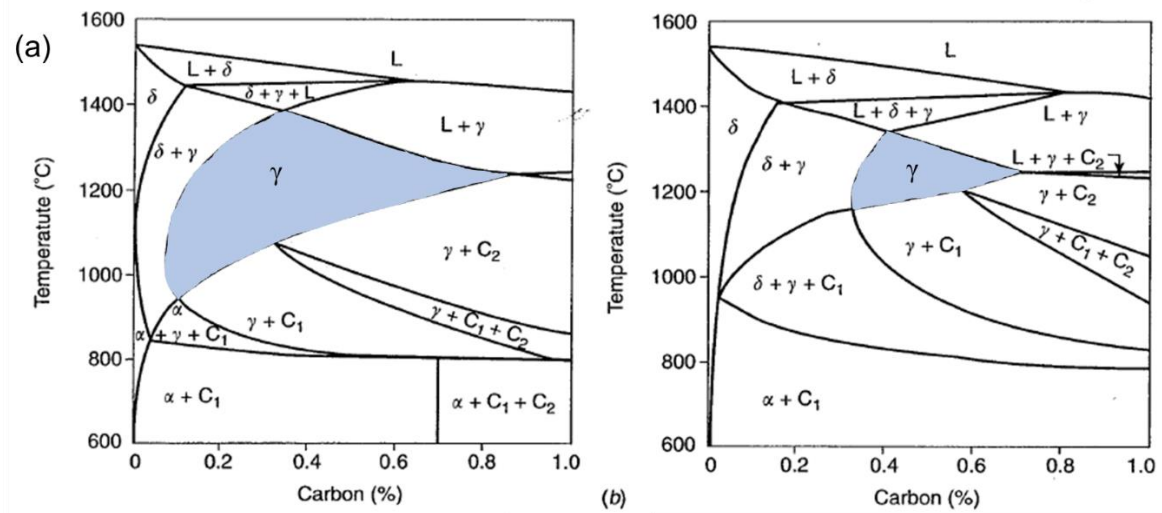 (a)
1600
1400
1200
1000
800
600
Temperatute (°C)
L
L + δ
δ + γ + L
δ
L + γ
δ + γ
γ
γ + C₂
α
γ + C₁
γ + C₁ + C₂
α + γ + C₁
α + C₁
α + C₁ + C₂
0
0.2
0.4
0.6
0.8
1.0
Carbon (%)
(b)
1600
1400
1200
1000
800
600
Temperatute (°C)
L
L + δ
L + δ + γ
L + γ
δ
δ + γ
γ
L + γ + C₂
γ + C₂
γ + C₁
γ + C₁ + C₂
δ + γ + C₁
α + C₁
0
0.2
0.4
0.6
0.8
1.0
Carbon (%)